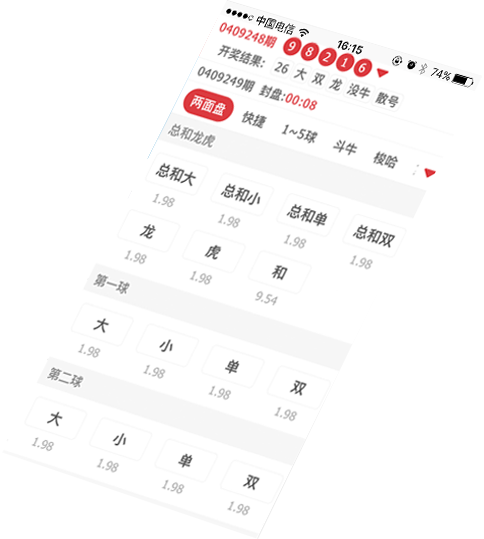 中国电信 16:15 74%
0409248期 9 8 2 1 6
开奖结果: 26 大 双 龙 没牛 散号
0409249期 封盘:00:08
两面盘 快捷 1~5球 斗牛 梭哈
总和龙虎
总和大 总和小 总和单 总和双
1.98 1.98 1.98 1.98
龙 虎 和
1.98 1.98 9.54
第一球
大 小 单 双
1.98 1.98 1.98 1.98
第二球
大 小 单 双
1.98 1.98 1.98 1.98